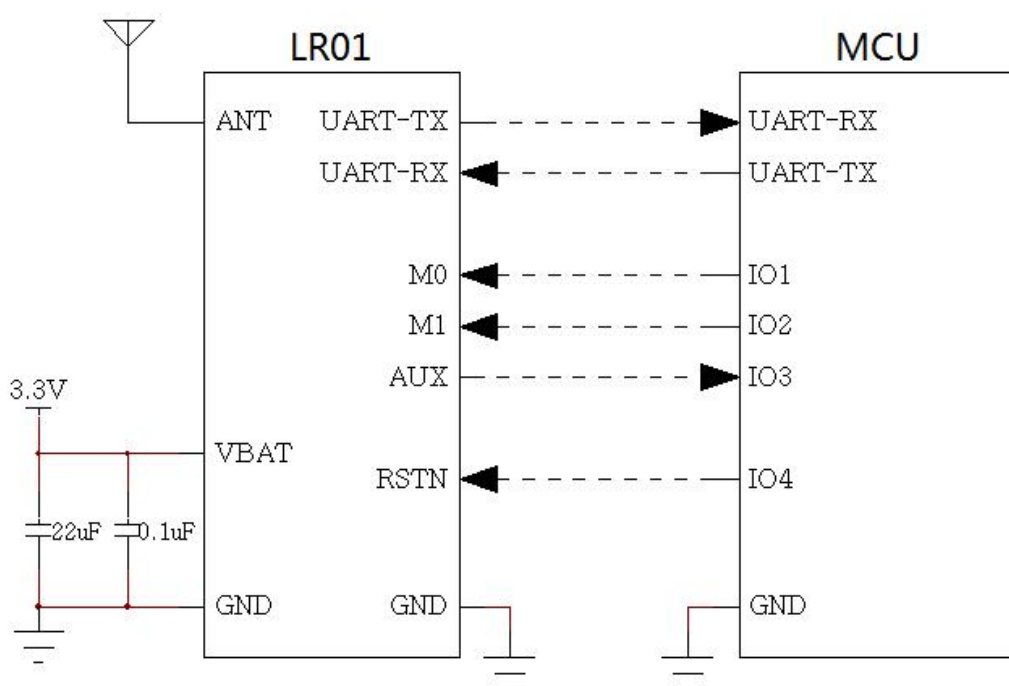 LR01
MCU
ANT UART-TX UART-RX
UART-RX UART-TX
M0 IO1
M1 IO2
AUX IO3
3.3V
VBAT
RSTN IO4
22uF 0.1uF
GND GND GND